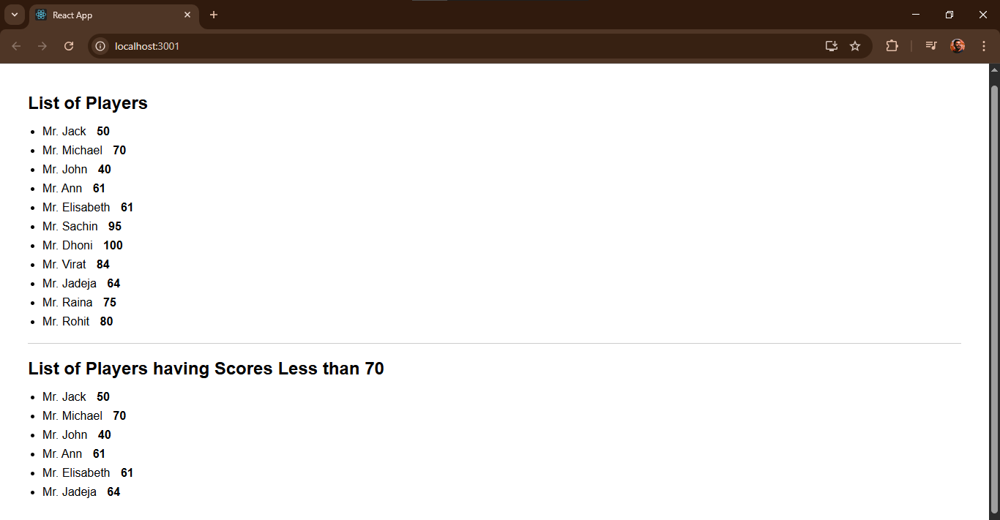 React App
localhost:3001
List of Players
Mr. Jack 50
Mr. Michael 70
Mr. John 40
Mr. Ann 61
Mr. Elisabeth 61
Mr. Sachin 95
Mr. Dhoni 100
Mr. Virat 84
Mr. Jadeja 64
Mr. Raina 75
Mr. Rohit 80
List of Players having Scores Less than 70
Mr. Jack 50
Mr. Michael 70
Mr. John 40
Mr. Ann 61
Mr. Elisabeth 61
Mr. Jadeja 64